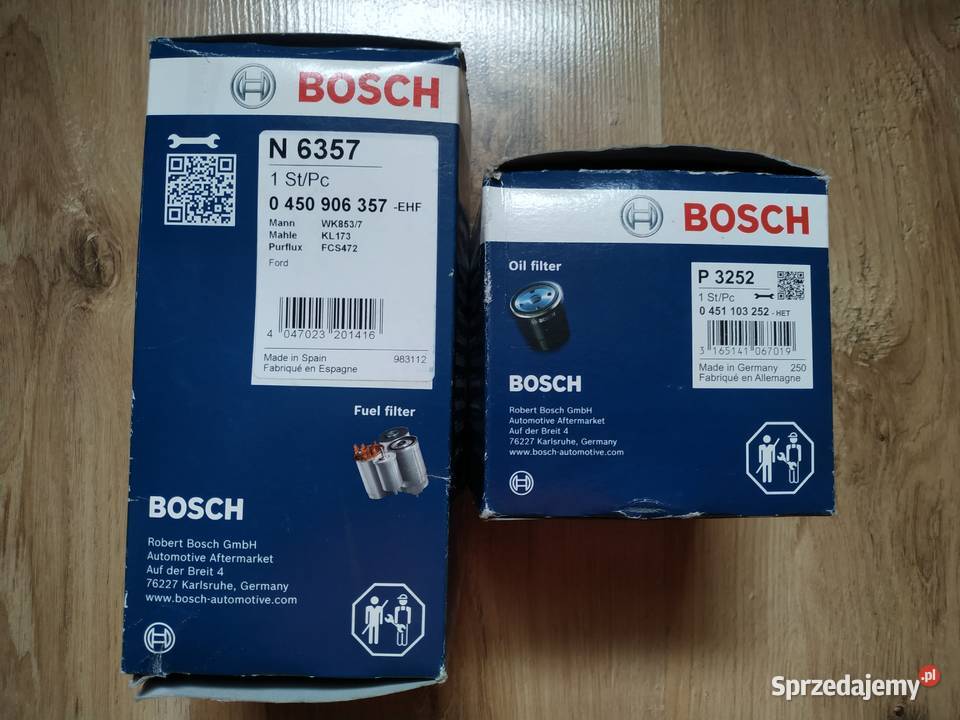 BOSCH
N 6357
1 St/Pc
0 450 906 357 -EHF
Mann WK853/7
Mahle KL173
Purflux FCS472
Ford
4 047023 201416
Made in Spain 983112
Fabriqué en Espagne
Fuel filter
BOSCH
Robert Bosch GmbH
Automotive Aftermarket
Auf der Breit 4
76227 Karlsruhe, Germany
www.bosch-automotive.com
BOSCH
Oil filter
P 3252
1 St/Pc
0 451 103 252 -HET
3 165141 067019
Made in Germany 250
Fabriqué en Allemagne
BOSCH
Robert Bosch GmbH
Automotive Aftermarket
Auf der Breit 4
76227 Karlsruhe, Germany
www.bosch-automotive.com
Sprzedajemy.pl